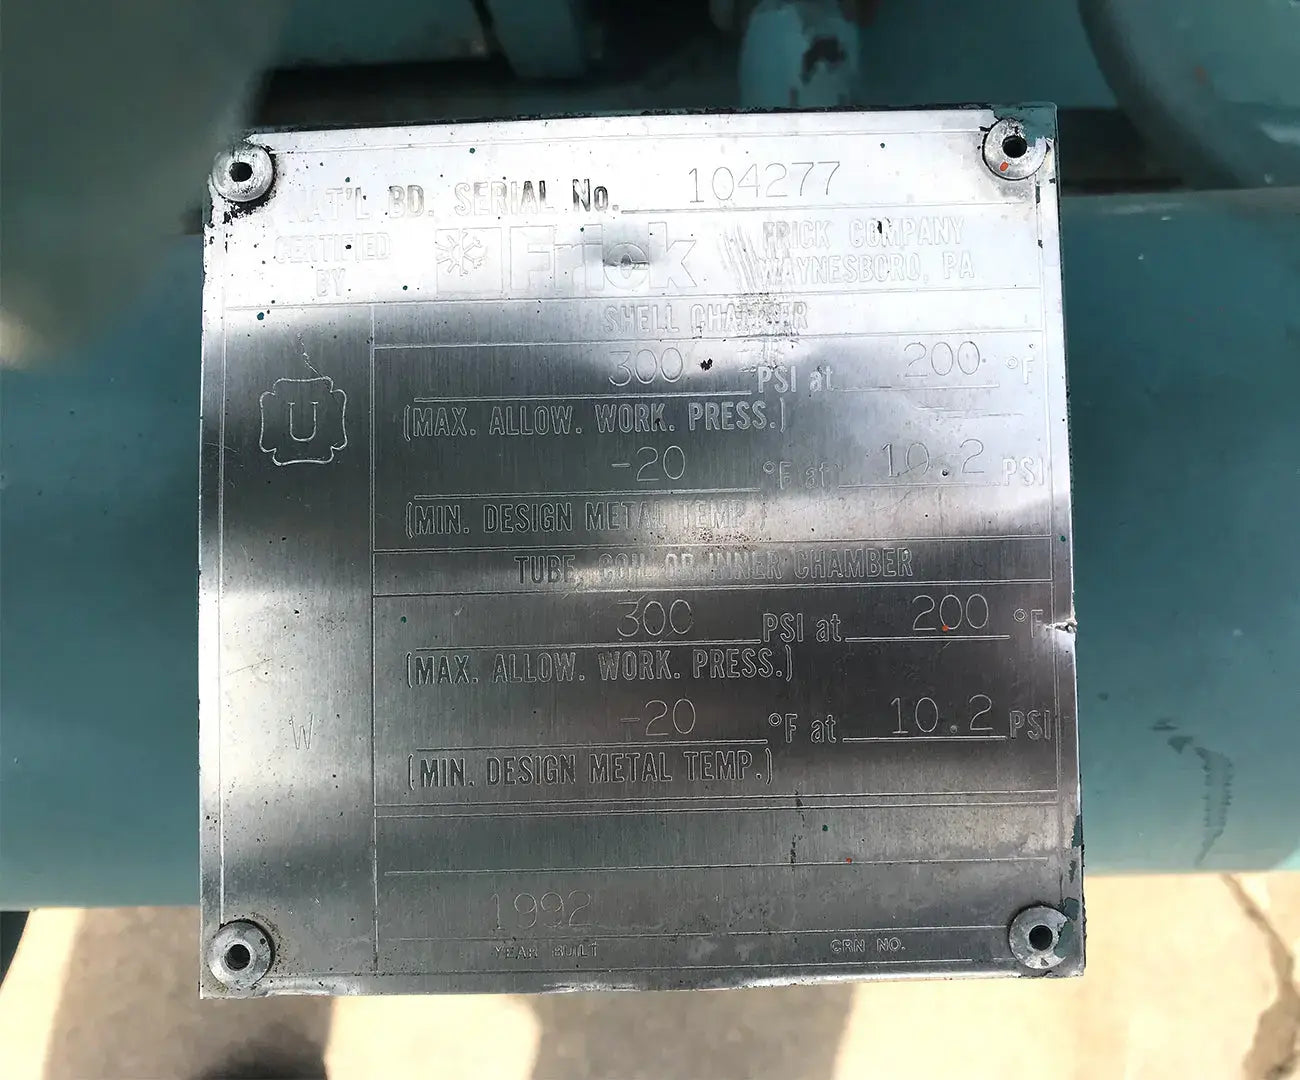 NAT'L BD. SERIAL No. 104277
CERTIFIED BY
Frick
FRICK COMPANY
WAYNESBORO, PA
SHELL CHAMBER
U
300 PSI at 200 °F
(MAX. ALLOW. WORK. PRESS.)
-20 °F at 10.2 PSI
(MIN. DESIGN METAL TEMP.)
TUBE, COIL OR INNER CHAMBER
300 PSI at 200 °F
(MAX. ALLOW. WORK. PRESS.)
W
-20 °F at 10.2 PSI
(MIN. DESIGN METAL TEMP.)
1992
YEAR BUILT
CRN NO.